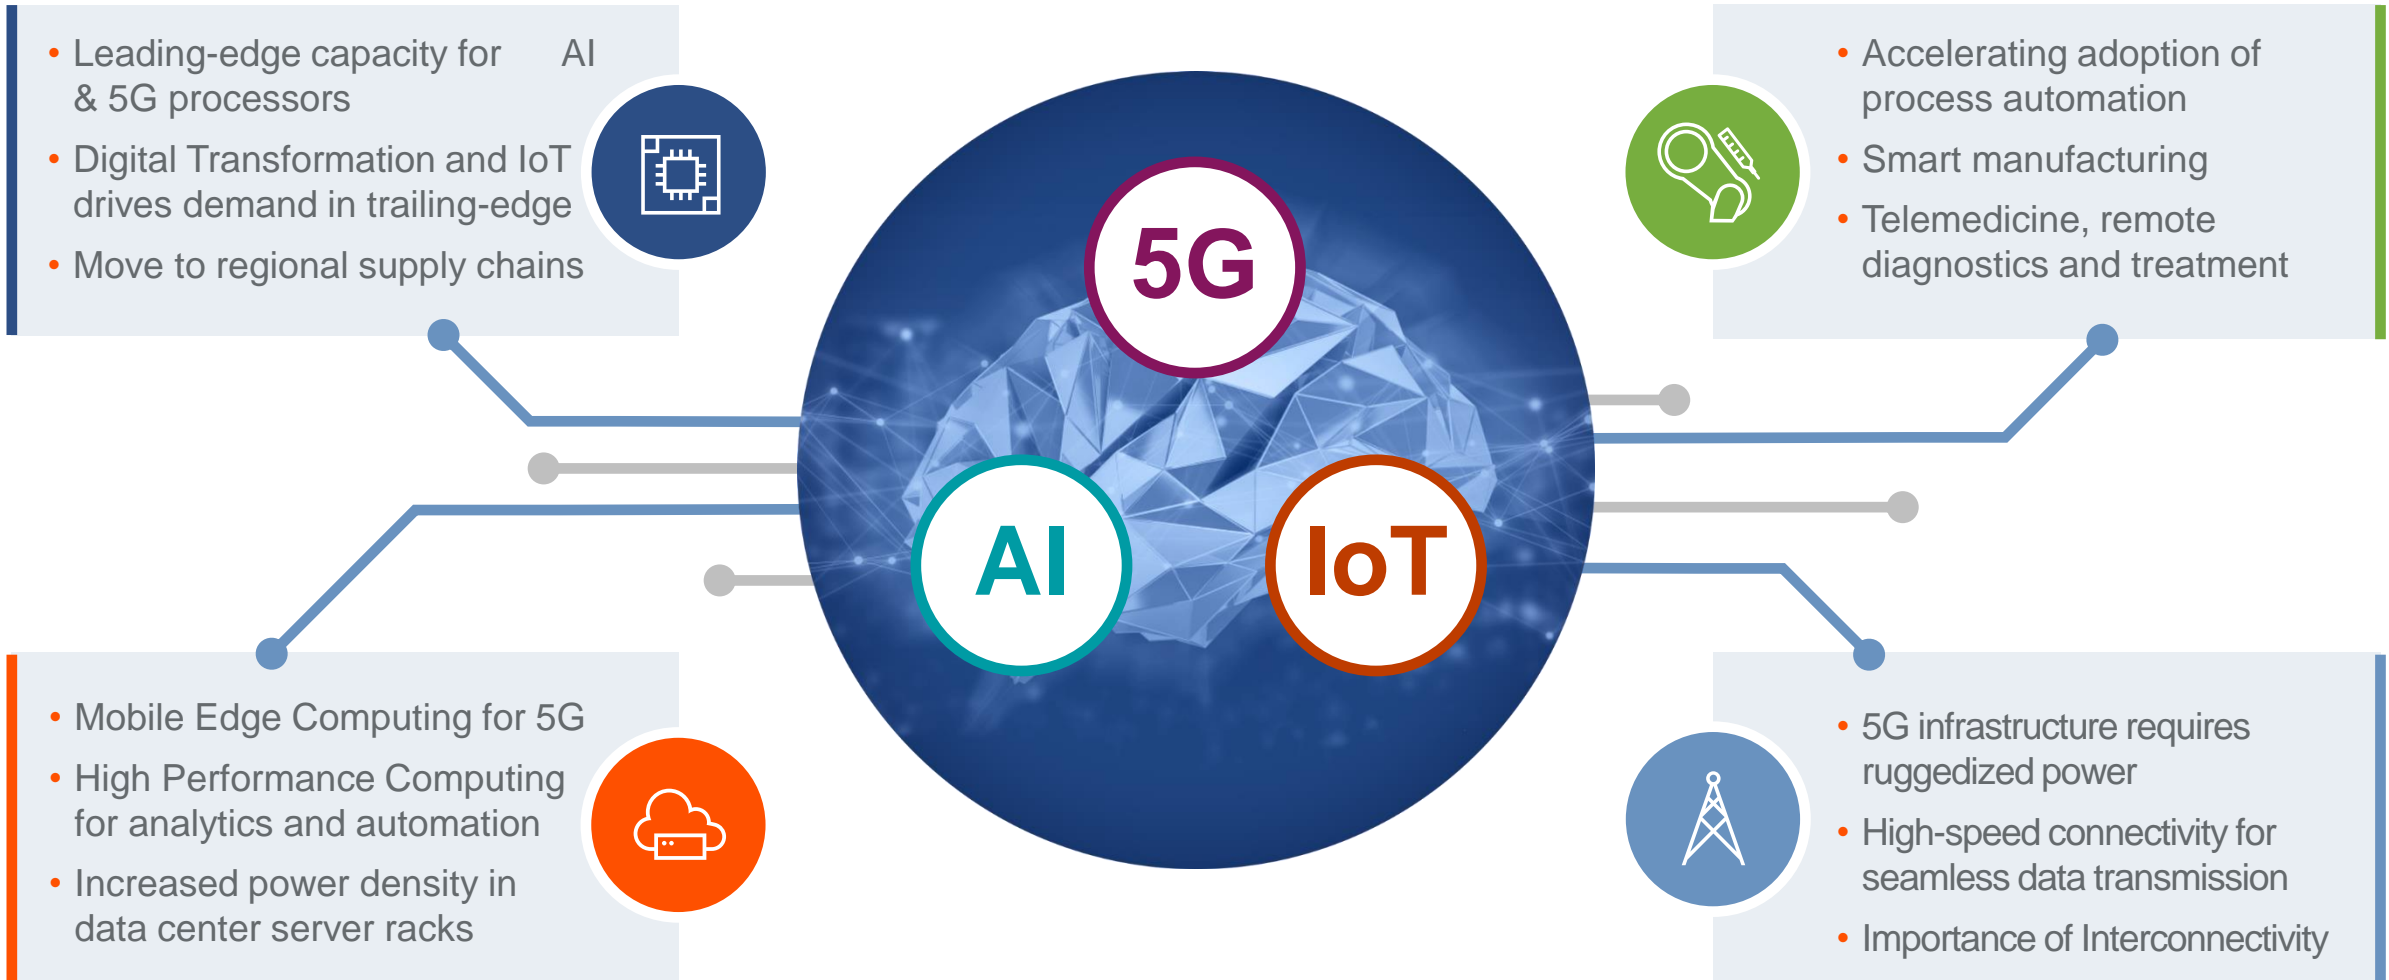 • Leading-edge capacity for AI
& 5G processors
• Digital Transformation and IoT
drives demand in trailing-edge
• Move to regional supply chains
• Accelerating adoption of
process automation
• Smart manufacturing
• Telemedicine, remote
diagnostics and treatment
5G
AI
IoT
• Mobile Edge Computing for 5G
• High Performance Computing
for analytics and automation
• Increased power density in
data center server racks
• 5G infrastructure requires
ruggedized power
• High-speed connectivity for
seamless data transmission
• Importance of Interconnectivity